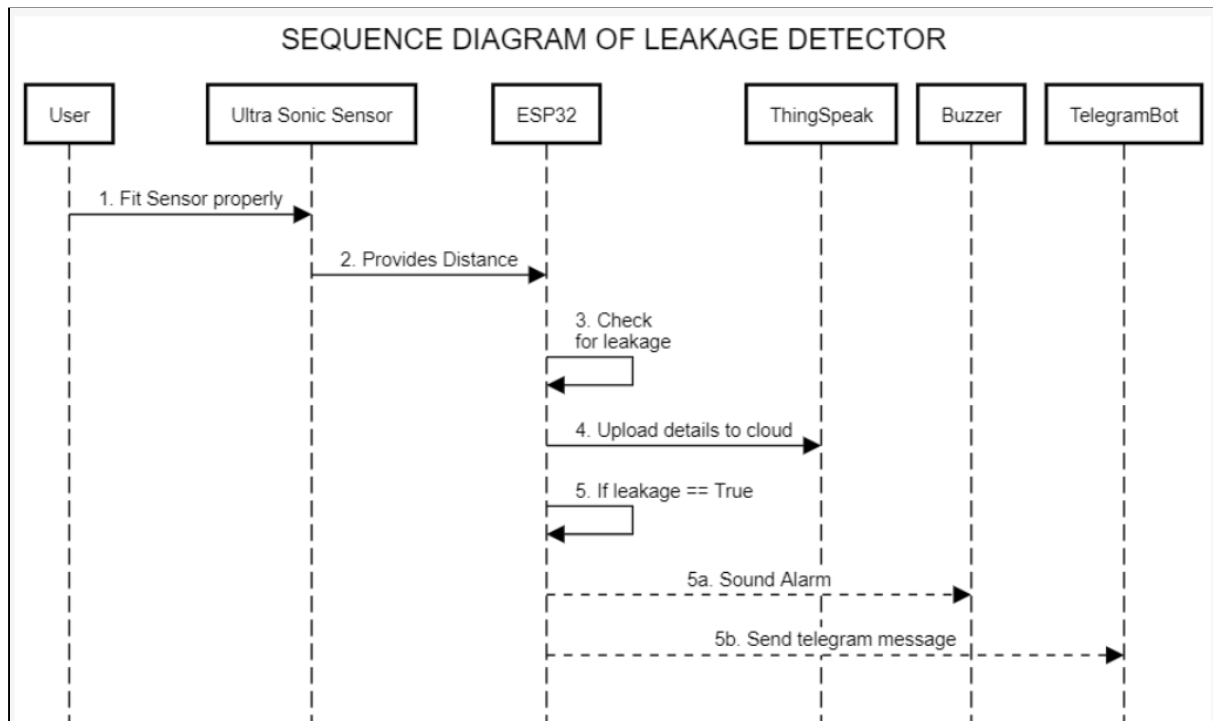 SEQUENCE DIAGRAM OF LEAKAGE DETECTOR
User
Ultra Sonic Sensor
ESP32
ThingSpeak
Buzzer
TelegramBot
1. Fit Sensor properly
2. Provides Distance
3. Check
for leakage
4. Upload details to cloud
5. If leakage == True
5a. Sound Alarm
5b. Send telegram message